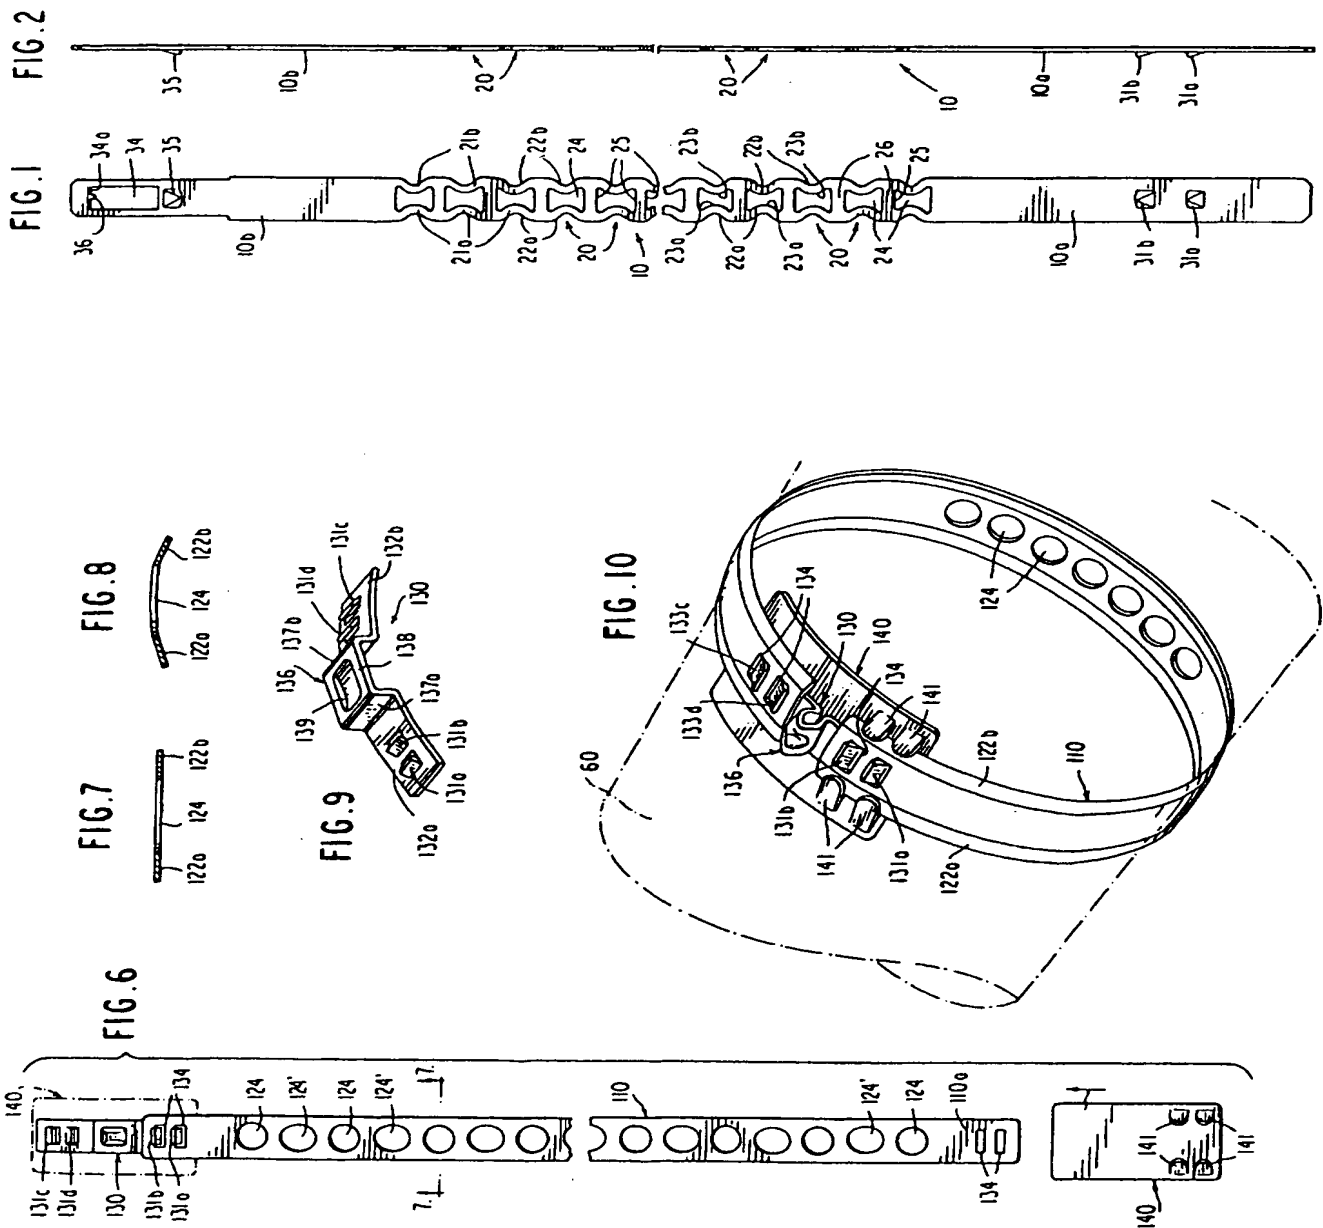 FIG.2
35
10b
20
20
10
10a
31b
31a
FIG.1
34a
34
35
36
10b
21b
22b
24
25
23b
22b
23b
26
25
21a
22a
20
10
23a
22a
23a
20
24
10a
31b
31a
FIG.8
122a
124
122b
FIG.7
122a
124
122b
FIG.9
136
137b
131d
131c
132b
130
138
137a
139
131b
131a
132a
FIG.10
60
133c
134
133d
130
140
134
141
136
131b
141
131a
122a
122b
110
124
FIG.6
140
131c
131d
130
131b
131a
134
124
124'
124
124'
7.
7.
110
124'
124
110a
134
141
141
140